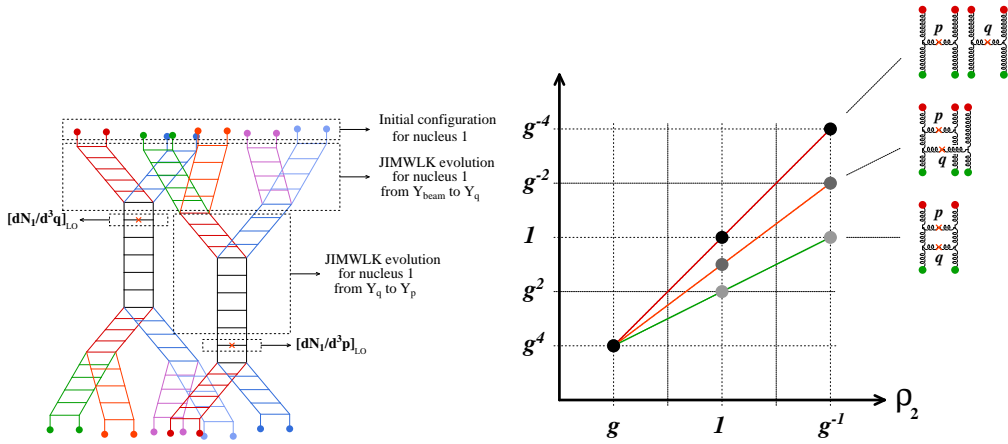 Initial configuration
for nucleus 1
JIMWLK evolution
for nucleus 1
from Y_beam to Y_q
[dN_1/d^3q]_LO
JIMWLK evolution
for nucleus 1
from Y_q to Y_p
[dN_1/d^3p]_LO
g^-4
g^-2
1
g^2
g^4
g
1
g^-1
ρ_2
p q
p
q
p
q